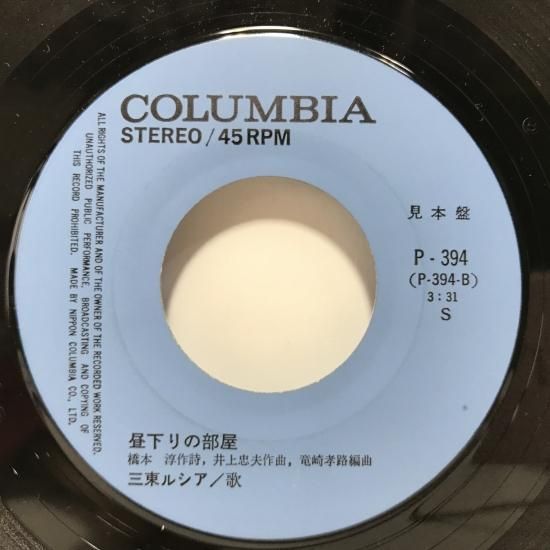 COLUMBIA
STEREO/45RPM
見本盤
P-394
(P-394-B)
3:31
S
ALL RIGHTS OF THE MANUFACTURER AND OF THE OWNER OF THE RECORDED WORK RESERVED.
UNAUTHORIZED PUBLIC PERFORMANCE, BROADCASTING AND COPYING OF
THIS RECORD PROHIBITED. MADE BY NIPPON COLUMBIA CO., LTD.
昼下りの部屋
橋本 淳作詩, 井上忠夫作曲, 竜崎孝路編曲
三東ルシア/歌